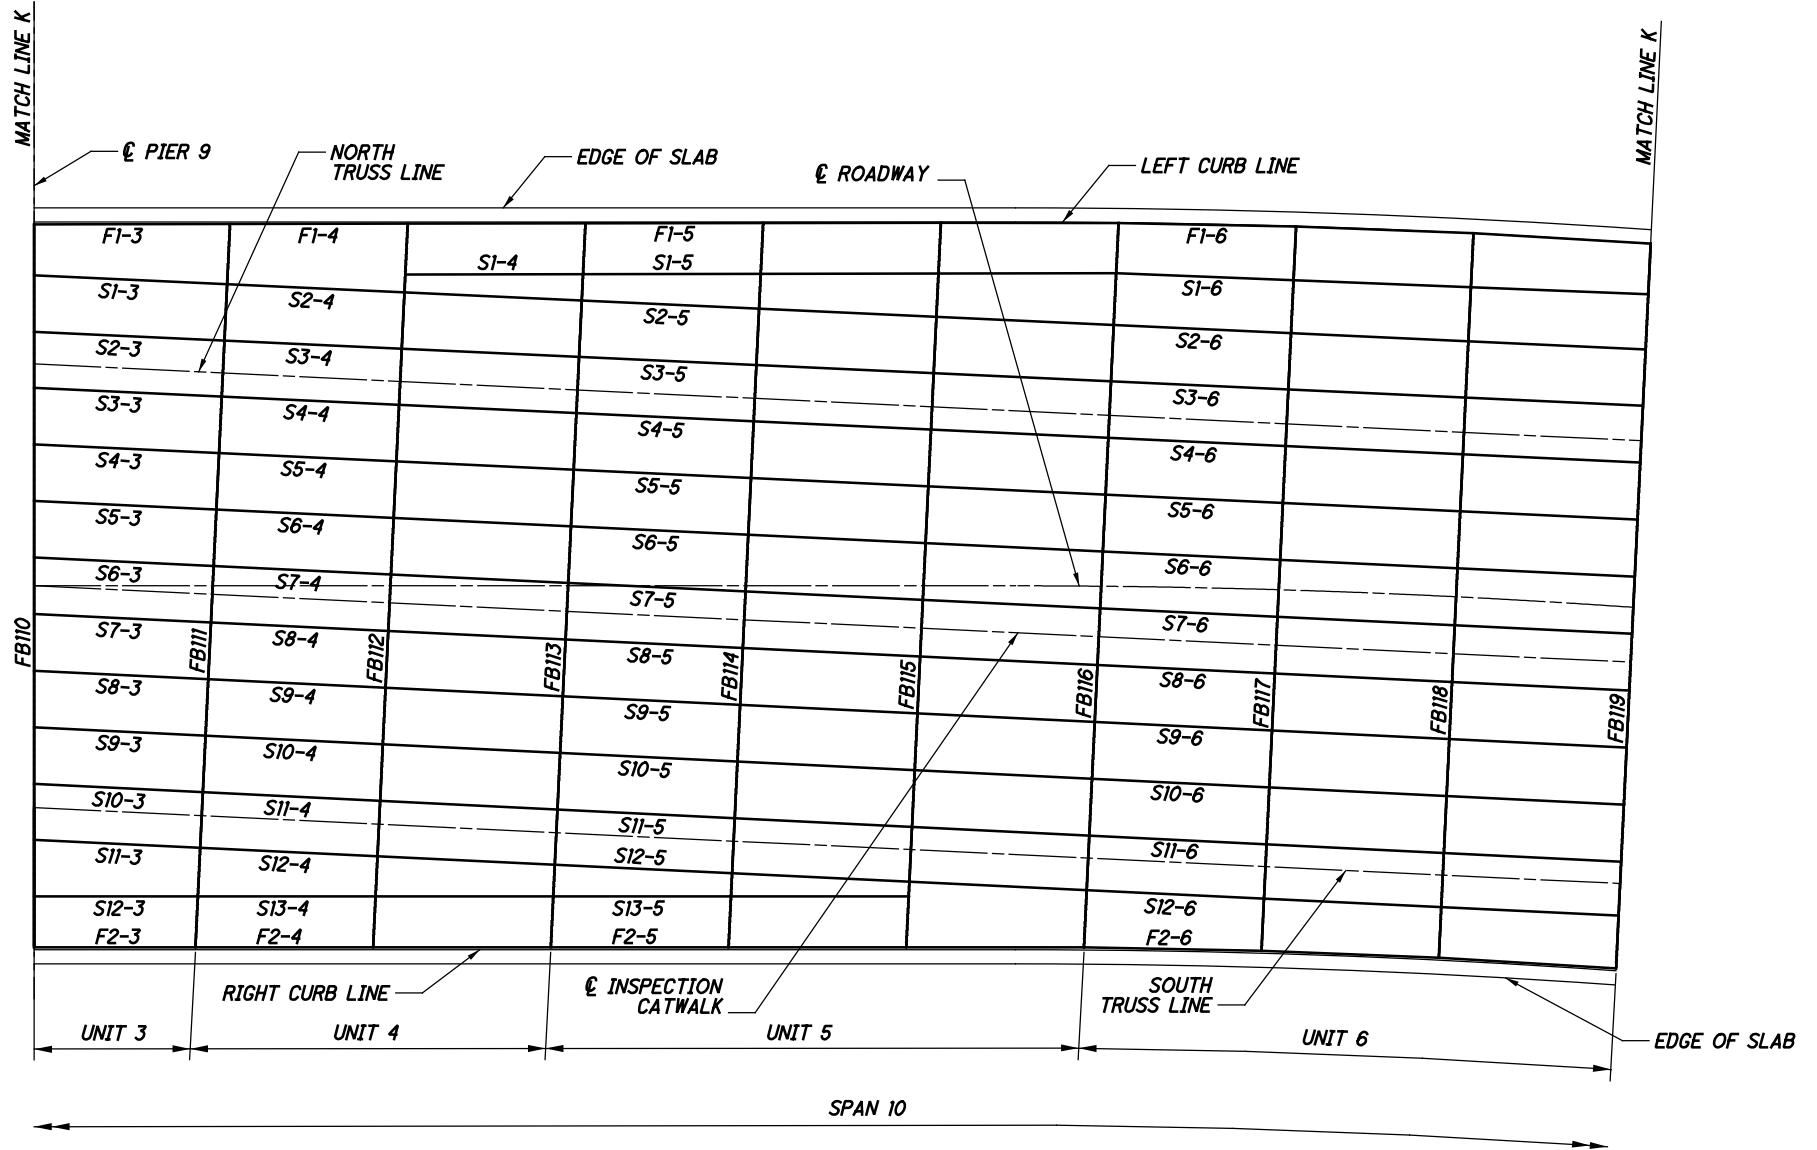 MATCH LINE K
MATCH LINE K
℄ PIER 9
NORTH
TRUSS LINE
EDGE OF SLAB
℄ ROADWAY
LEFT CURB LINE
F1-3
F1-4
F1-5
F1-6
S1-4
S1-5
S1-3
S2-4
S2-5
S1-6
S2-3
S3-4
S3-5
S2-6
S3-3
S4-4
S4-5
S3-6
S4-3
S5-4
S5-5
S4-6
S5-3
S6-4
S6-5
S5-6
S6-3
S7-4
S7-5
S6-6
S7-3
S8-4
S8-5
S7-6
FB110
FB111
FB112
FB113
FB114
FB115
FB116
FB117
FB118
FB119
S8-3
S9-4
S9-5
S8-6
S9-3
S10-4
S10-5
S9-6
S10-3
S11-4
S11-5
S10-6
S11-3
S12-4
S12-5
S11-6
S12-3
S13-4
S13-5
S12-6
F2-3
F2-4
F2-5
F2-6
RIGHT CURB LINE
℄ INSPECTION
CATWALK
SOUTH
TRUSS LINE
EDGE OF SLAB
UNIT 3
UNIT 4
UNIT 5
UNIT 6
SPAN 10